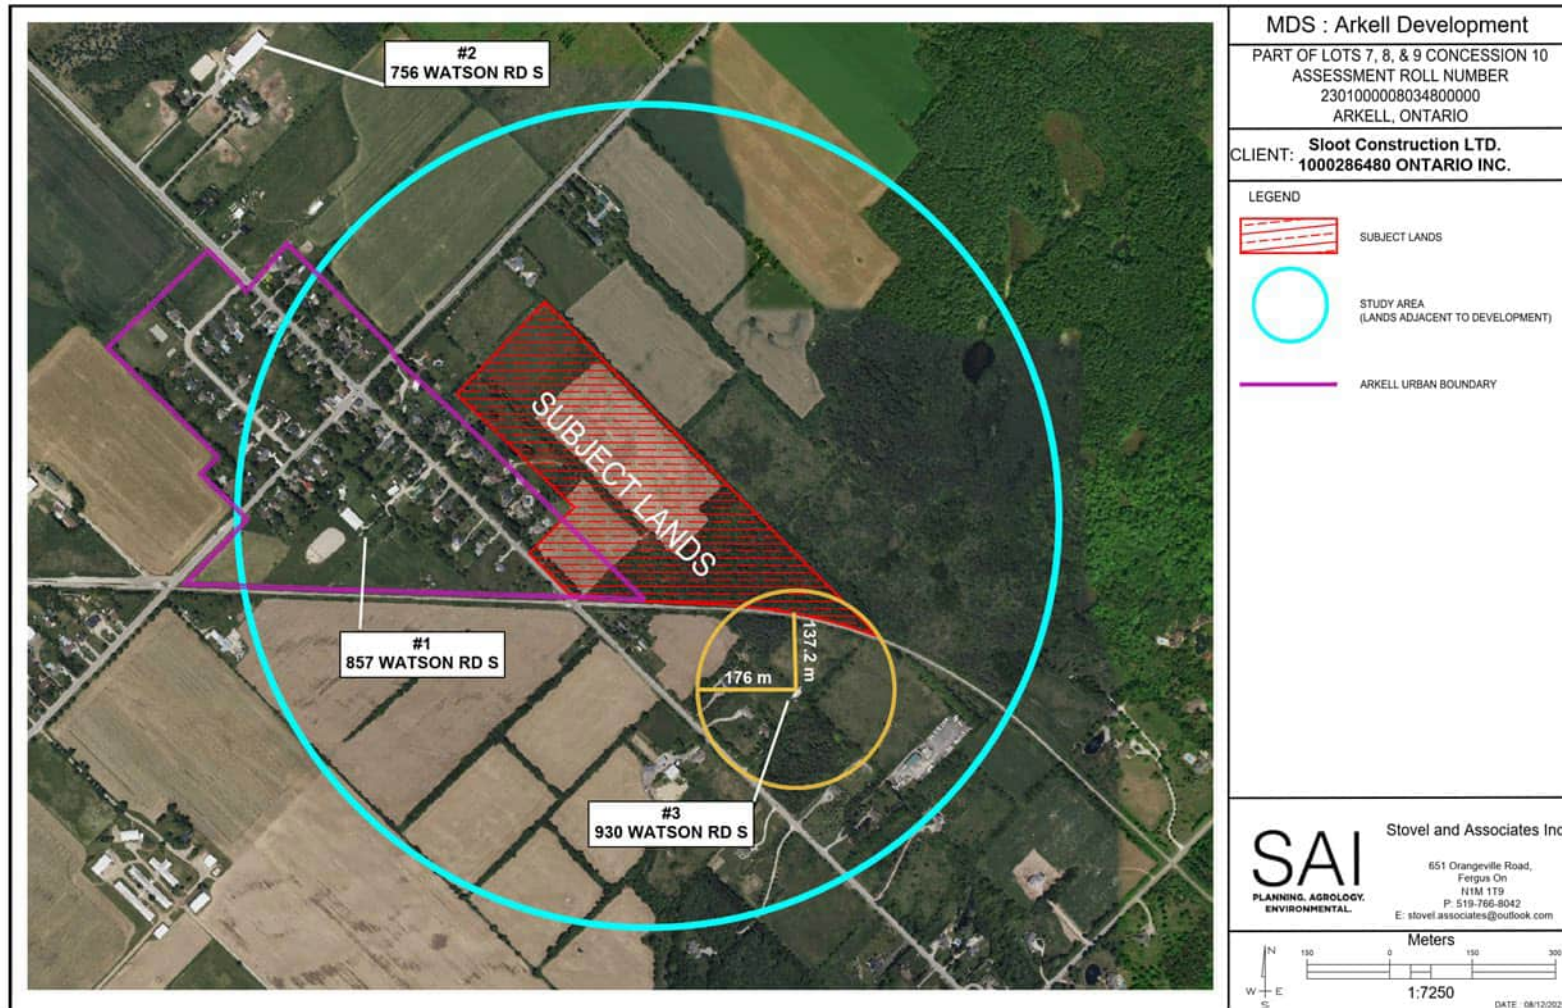 #2
756 WATSON RD S
SUBJECT LANDS
#1
857 WATSON RD S
176 m
137.2 m
#3
930 WATSON RD S
MDS : Arkell Development
PART OF LOTS 7, 8, & 9 CONCESSION 10
ASSESSMENT ROLL NUMBER
2301000008034800000
ARKELL, ONTARIO
CLIENT: Sloot Construction LTD.
1000286480 ONTARIO INC.
LEGEND
SUBJECT LANDS
STUDY AREA
(LANDS ADJACENT TO DEVELOPMENT)
ARKELL URBAN BOUNDARY
SAI
PLANNING. AGROLOGY.
ENVIRONMENTAL.
Stovel and Associates Inc
651 Orangeville Road,
Fergus On
N1M 1T9
P: 519-766-8042
E: stovel.associates@outlook.com
N
W E
S
Meters
150 0 150 300
1:7250
DATE